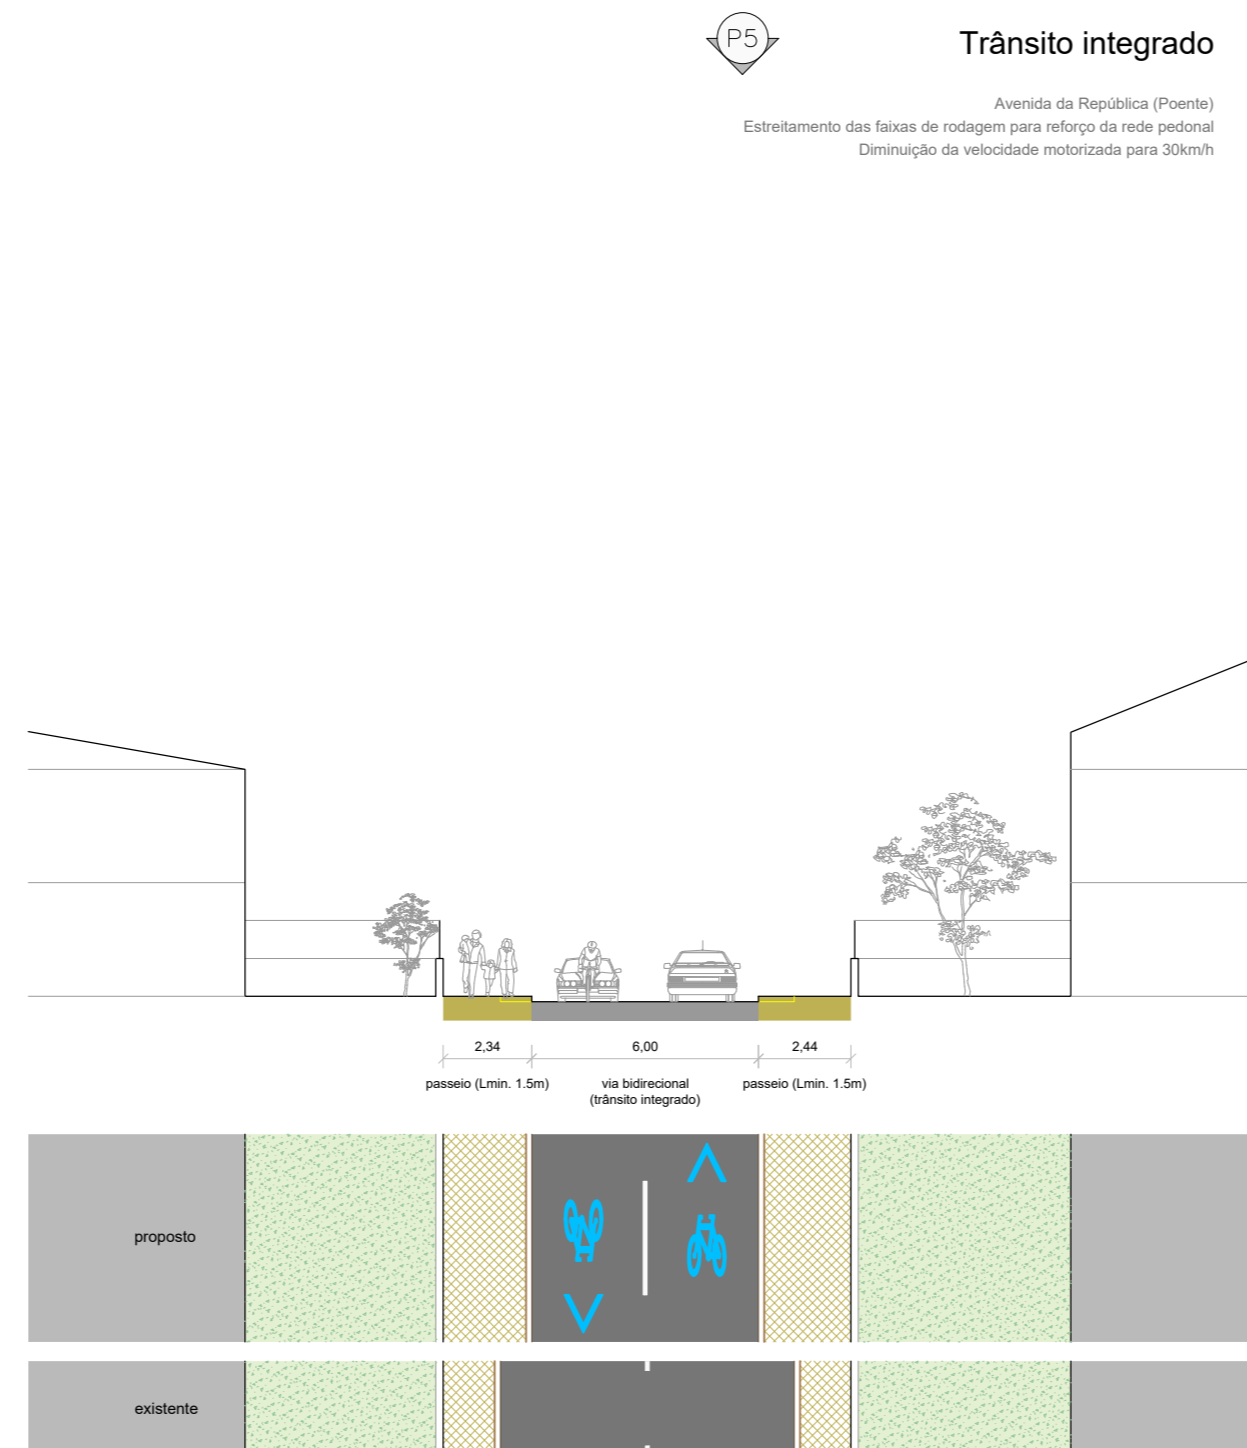 P5
Trânsito integrado
Avenida da República (Poente)
Estreitamento das faixas de rodagem para reforço da rede pedonal
Diminuição da velocidade motorizada para 30km/h
2,34
6,00
2,44
passeio (Lmin. 1.5m)
via bidirecional
(trânsito integrado)
passeio (Lmin. 1.5m)
proposto
existente